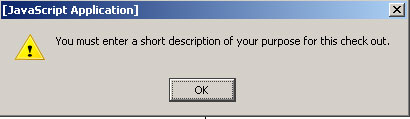 [JavaScript Application]
You must enter a short description of your purpose for this check out.
OK